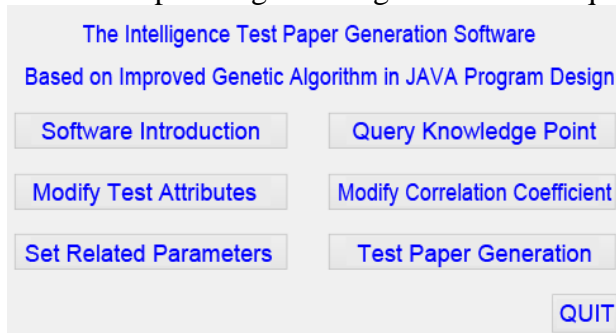 The Intelligence Test Paper Generation Software
Based on Improved Genetic Algorithm in JAVA Program Design
Software Introduction
Query Knowledge Point
Modify Test Attributes
Modify Correlation Coefficient
Set Related Parameters
Test Paper Generation
QUIT